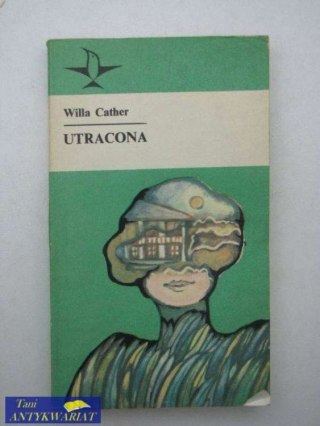 Willa Cather
UTRACONA
Tani
ANTYKWARIAT